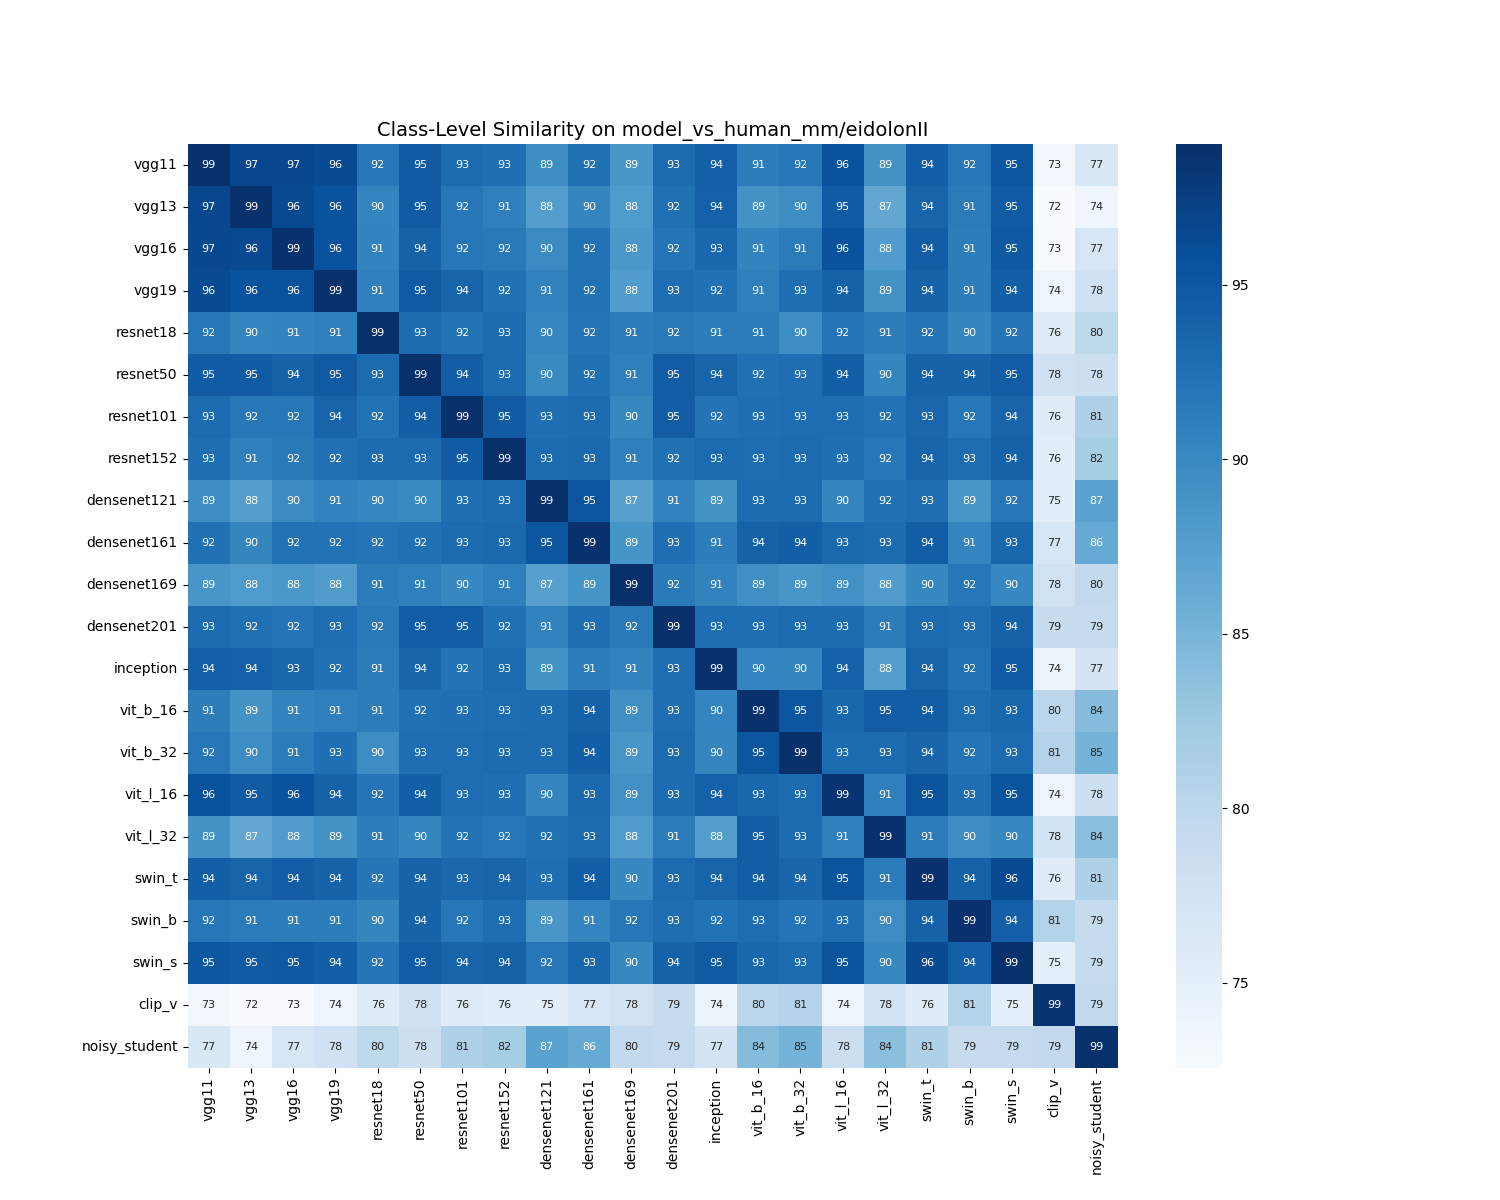 Class-Level Similarity on model_vs_human_mm/eidolonII
vgg11 99 97 97 96 92 95 93 93 89 92 89 93 94 91 92 96 89 94 92 95 73 77
vgg13 97 99 96 96 90 95 92 91 88 90 88 92 94 89 90 95 87 94 91 95 72 74
vgg16 97 96 99 96 91 94 92 92 90 92 88 92 93 91 91 96 88 94 91 95 73 77
vgg19 96 96 96 99 91 95 94 92 91 92 88 93 92 91 93 94 89 94 91 94 74 78
95
resnet18 92 90 91 91 99 93 92 93 90 92 91 92 91 91 90 92 91 92 90 92 76 80
resnet50 95 95 94 95 93 99 94 93 90 92 91 95 94 92 93 94 90 94 94 95 78 78
resnet101 93 92 92 94 92 94 99 95 93 93 90 95 92 93 93 93 92 93 92 94 76 81
resnet152 93 91 92 92 93 93 95 99 93 93 91 92 93 93 93 93 92 94 93 94 76 82
90
densenet121 89 88 90 91 90 90 93 93 99 95 87 91 89 93 93 90 92 93 89 92 75 87
densenet161 92 90 92 92 92 92 93 93 95 99 89 93 91 94 94 93 93 94 91 93 77 86
densenet169 89 88 88 88 91 91 90 91 87 89 99 92 91 89 89 89 88 90 92 90 78 80
densenet201 93 92 92 93 92 95 95 92 91 93 92 99 93 93 93 93 91 93 93 94 79 79
85
inception 94 94 93 92 91 94 92 93 89 91 91 93 99 90 90 94 88 94 92 95 74 77
vit_b_16 91 89 91 91 91 92 93 93 93 94 89 93 90 99 95 93 95 94 93 93 80 84
vit_b_32 92 90 91 93 90 93 93 93 93 94 89 93 90 95 99 93 93 94 92 93 81 85
vit_l_16 96 95 96 94 92 94 93 93 90 93 89 93 94 93 93 99 91 95 93 95 74 78
80
vit_l_32 89 87 88 89 91 90 92 92 92 93 88 91 88 95 93 91 99 91 90 90 78 84
swin_t 94 94 94 94 92 94 93 94 93 94 90 93 94 94 94 95 91 99 94 96 76 81
swin_b 92 91 91 91 90 94 92 93 89 91 92 93 92 93 92 93 90 94 99 94 81 79
swin_s 95 95 95 94 92 95 94 94 92 93 90 94 95 93 93 95 90 96 94 99 75 79
75
clip_v 73 72 73 74 76 78 76 76 75 77 78 79 74 80 81 74 78 76 81 75 99 79
noisy_student 77 74 77 78 80 78 81 82 87 86 80 79 77 84 85 78 84 81 79 79 79 99
vgg11 vgg13 vgg16 vgg19 resnet18 resnet50 resnet101 resnet152 densenet121 densenet161 densenet169 densenet201 inception vit_b_16 vit_b_32 vit_l_16 vit_l_32 swin_t swin_b swin_s clip_v noisy_student